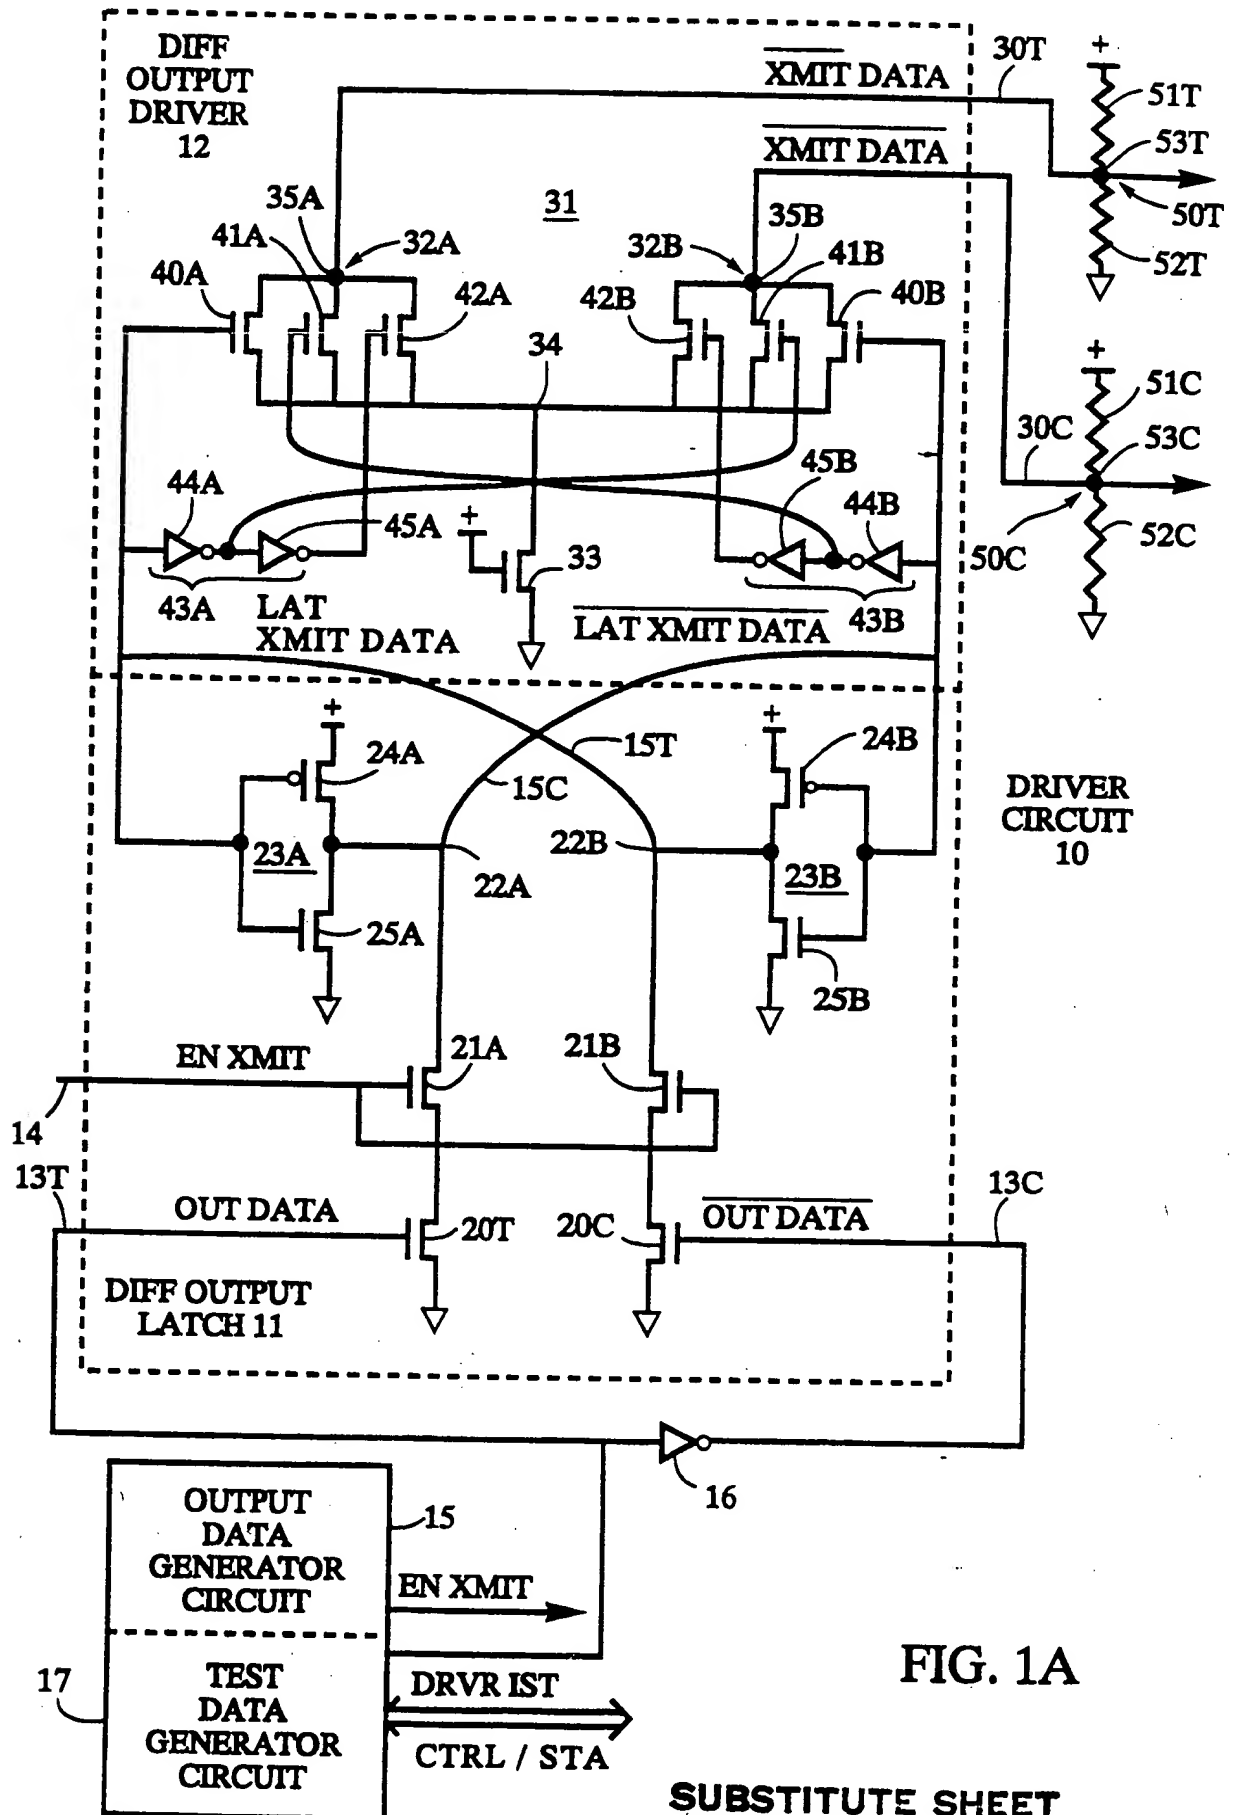 DIFF
OUTPUT
DRIVER
12
XMIT DATA
30T
+
51T
XMIT DATA
53T
50T
52T
35A
31
35B
41A
32A
32B
41B
40A
42A
42B
40B
34
+
51C
30C
53C
44A
45A
+
45B
44B
50C
52C
33
43A
LAT
XMIT DATA
LAT XMIT DATA
43B
+
24A
15T
+
24B
15C
DRIVER
CIRCUIT
10
23A
22A
22B
23B
25A
25B
EN XMIT
21A
21B
14
13T
OUT DATA
20T
20C
OUT DATA
13C
DIFF OUTPUT
LATCH 11
16
OUTPUT
DATA
GENERATOR
CIRCUIT
15
EN XMIT
17
TEST
DATA
GENERATOR
CIRCUIT
DRVR IST
CTRL / STA
FIG. 1A
SUBSTITUTE SHEET